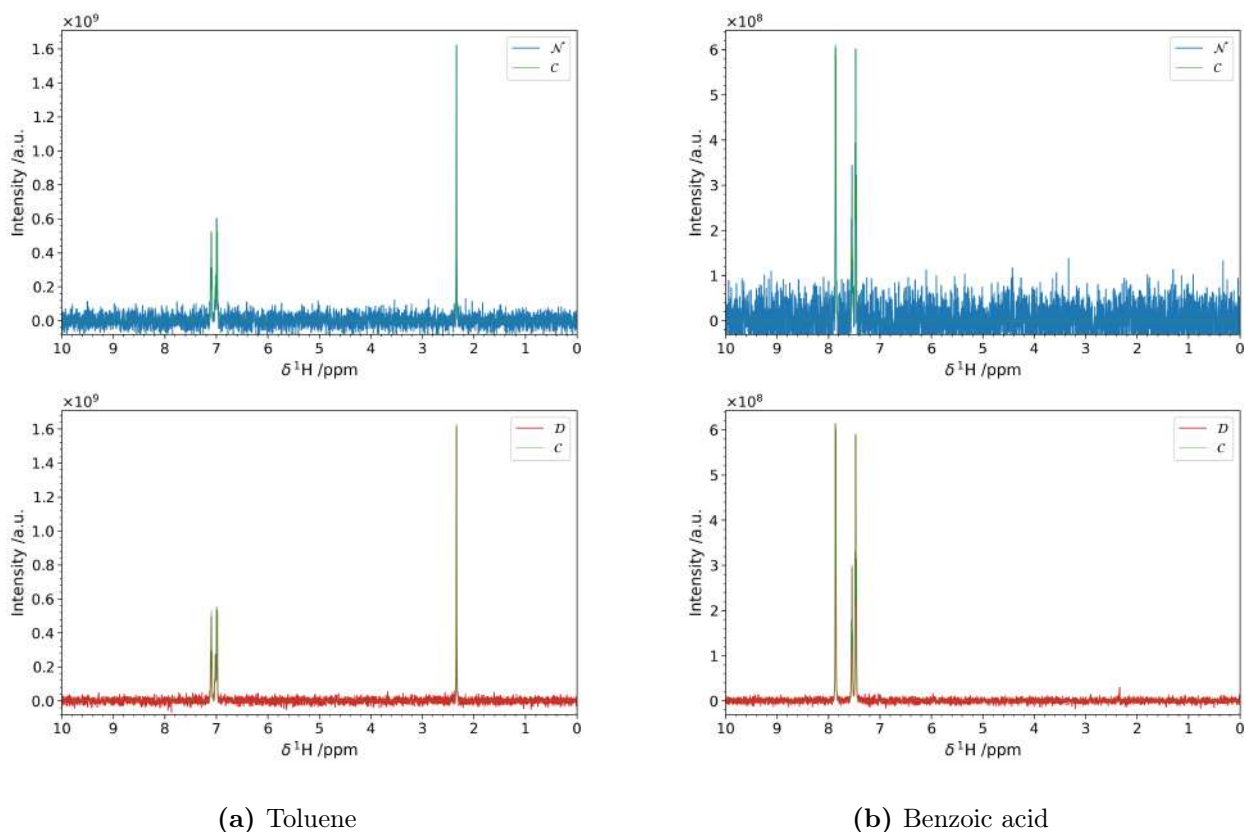 ×10⁹
1.6
1.4
1.2
1.0
0.8
0.6
0.4
0.2
0.0
Intensity /a.u.
10 9 8 7 6 5 4 3 2 1 0
δ ¹H /ppm
𝒩
𝒞
×10⁸
6
5
4
3
2
1
0
Intensity /a.u.
10 9 8 7 6 5 4 3 2 1 0
δ ¹H /ppm
𝒩
𝒞
×10⁹
1.6
1.4
1.2
1.0
0.8
0.6
0.4
0.2
0.0
Intensity /a.u.
10 9 8 7 6 5 4 3 2 1 0
δ ¹H /ppm
𝒟
𝒞
×10⁸
6
5
4
3
2
1
0
Intensity /a.u.
10 9 8 7 6 5 4 3 2 1 0
δ ¹H /ppm
𝒟
𝒞
(a) Toluene
(b) Benzoic acid